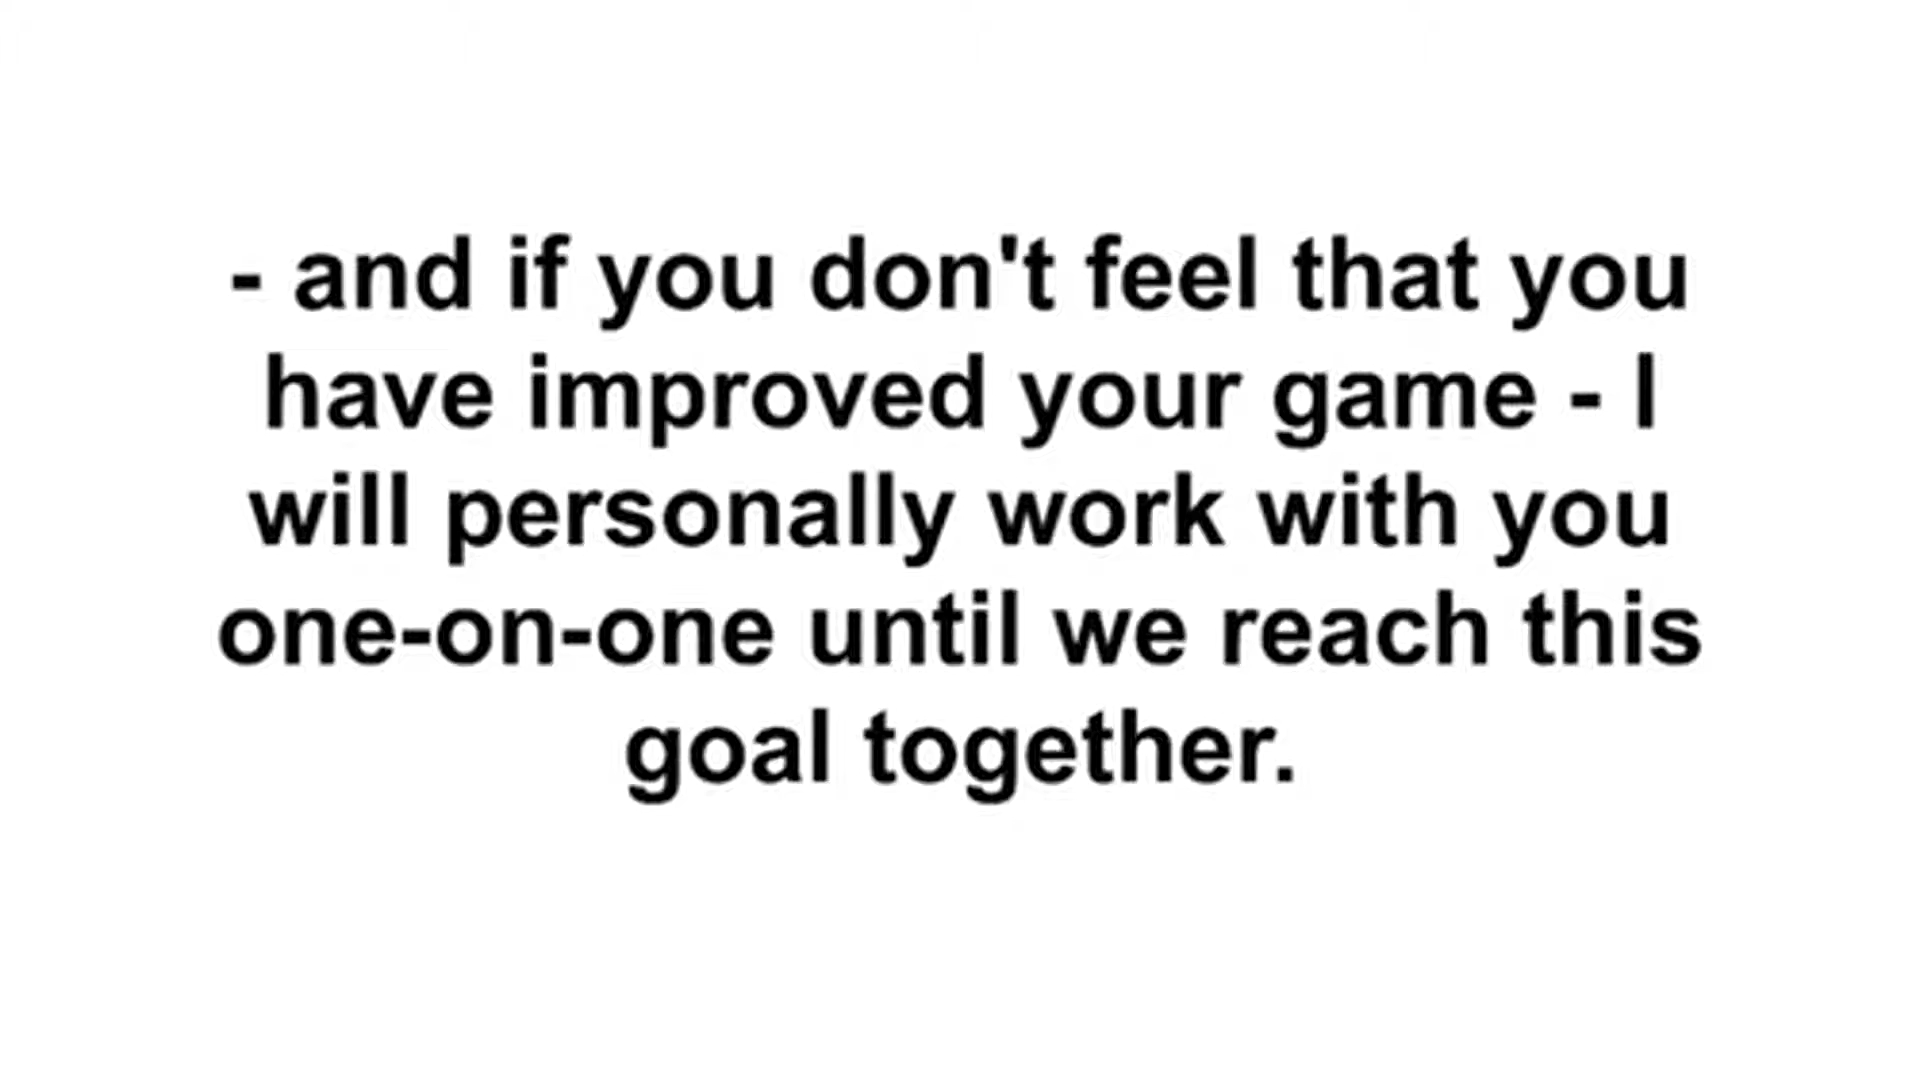 - and if you don't feel that you
have improved your game - I
will personally work with you
one-on-one until we reach this
goal together.